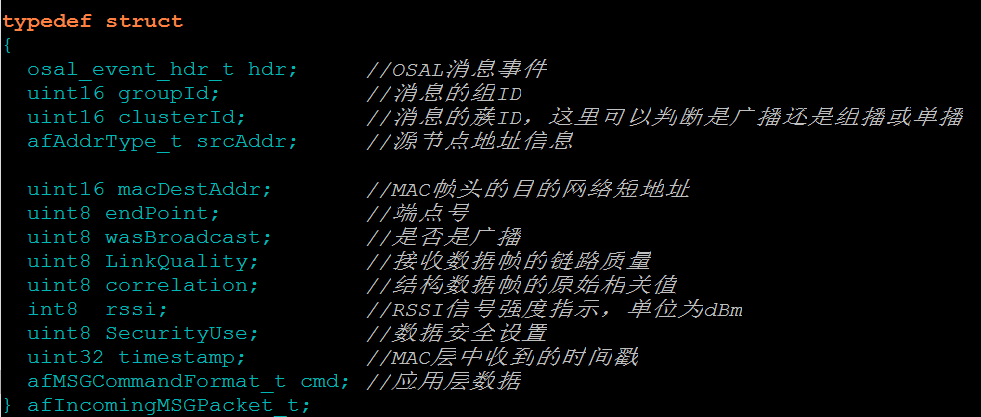 typedef struct
{
osal_event_hdr_t hdr; //OSAL消息事件
uint16 groupId; //消息的组ID
uint16 clusterId; //消息的蔟ID，这里可以判断是广播还是组播或单播
afAddrType_t srcAddr; //源节点地址信息
uint16 macDestAddr; //MAC帧头的目的网络短地址
uint8 endPoint; //端点号
uint8 wasBroadcast; //是否是广播
uint8 LinkQuality; //接收数据帧的链路质量
uint8 correlation; //结构数据帧的原始相关值
int8 rssi; //RSSI信号强度指示，单位为dBm
uint8 SecurityUse; //数据安全设置
uint32 timestamp; //MAC层中收到的时间戳
afMSGCommandFormat_t cmd; //应用层数据
} afIncomingMSGPacket_t;